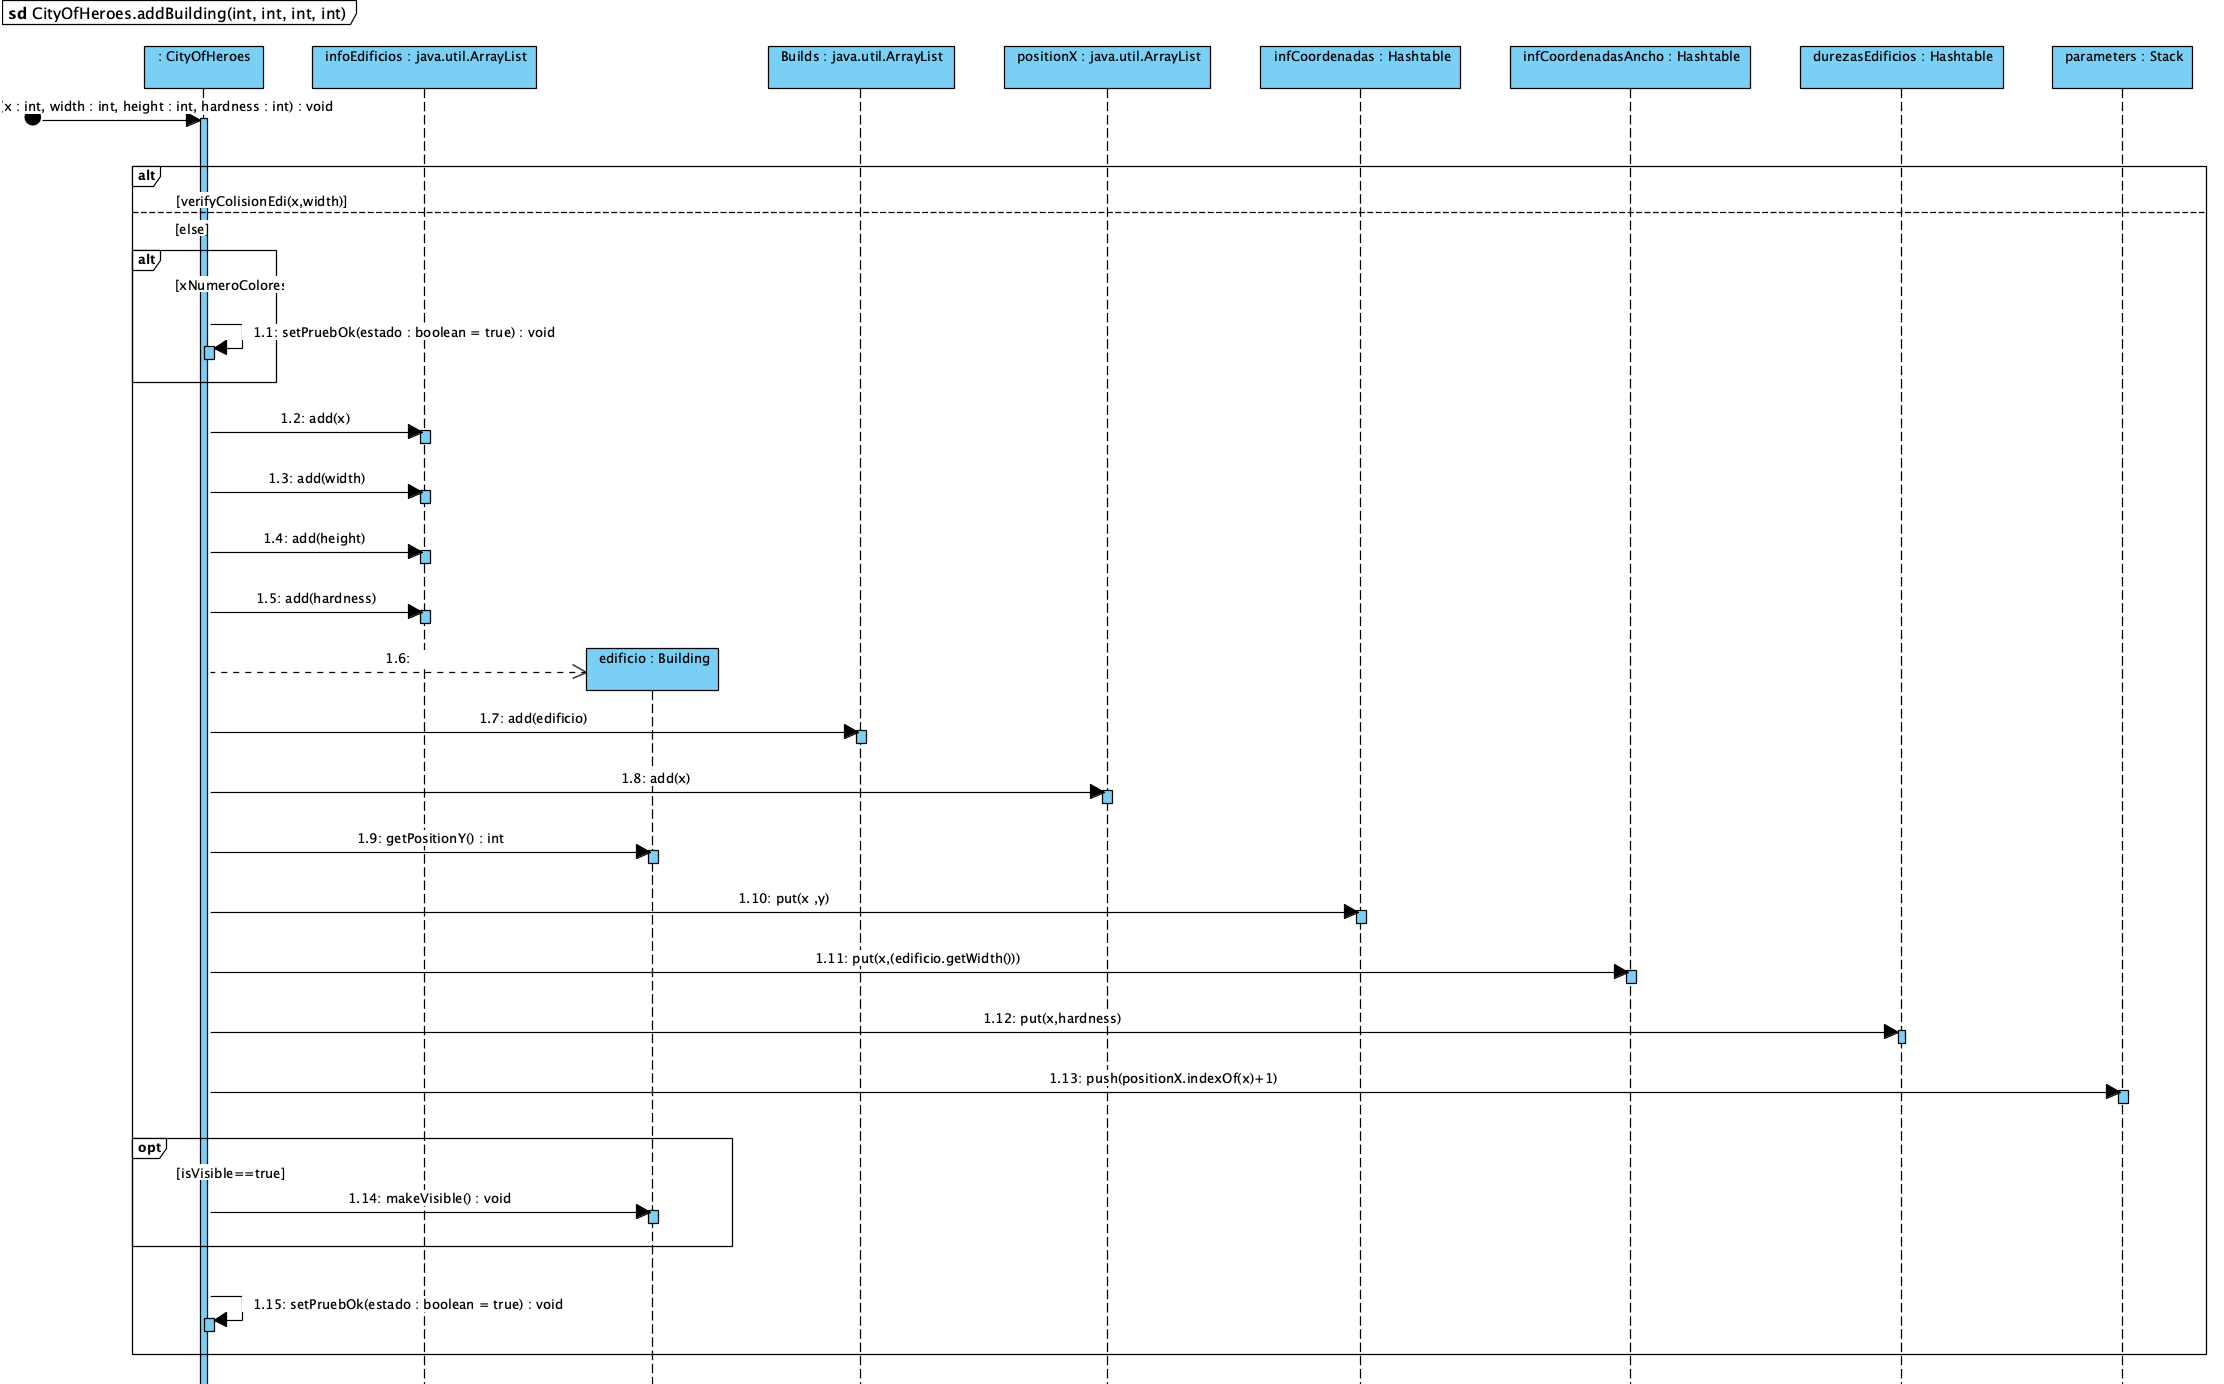 sd CityOfHeroes.addBuilding(int, int, int, int)
: CityOfHeroes
infoEdificios : java.util.ArrayList
Builds : java.util.ArrayList
positionX : java.util.ArrayList
infCoordenadas : Hashtable
infCoordenadasAncho : Hashtable
durezasEdificios : Hashtable
parameters : Stack
x : int, width : int, height : int, hardness : int) : void
alt
[verifyColisionEdi(x,width)]
[else]
alt
[xNumeroColores
1.1: setPruebOk(estado : boolean = true) : void
1.2: add(x)
1.3: add(width)
1.4: add(height)
1.5: add(hardness)
1.6:
edificio : Building
1.7: add(edificio)
1.8: add(x)
1.9: getPositionY() : int
1.10: put(x ,y)
1.11: put(x,(edificio.getWidth()))
1.12: put(x,hardness)
1.13: push(positionX.indexOf(x)+1)
opt
[isVisible==true]
1.14: makeVisible() : void
1.15: setPruebOk(estado : boolean = true) : void